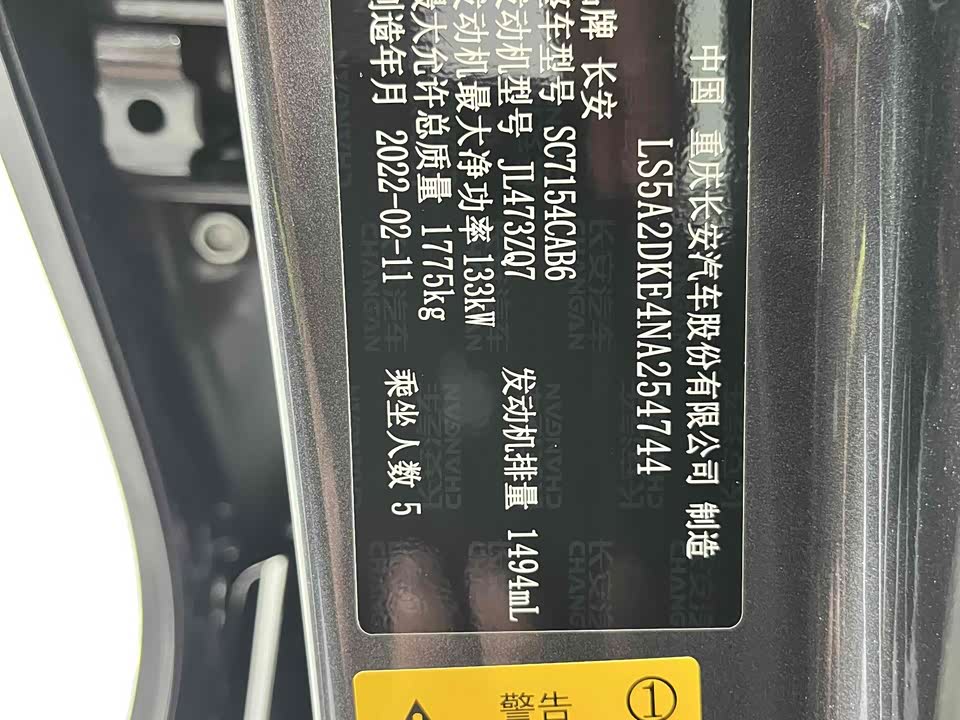 中国 重庆长安汽车股份有限公司 制造
LS5A2DKE4NA254744
牌 长安
车型号 SC7154CAB6
发动机型号 JL473ZQ7 发动机排量 1494mL
发动机最大净功率 133kW
最大允许总质量 1775kg
制造年月 2022-02-11 乘坐人数 5
警告
①